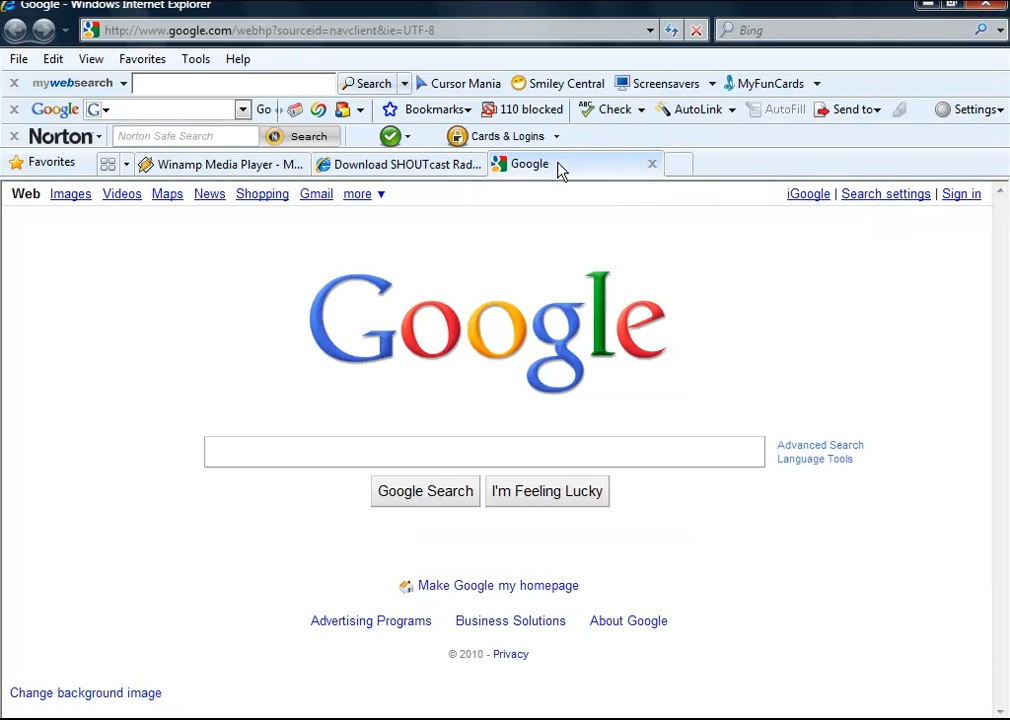 Google - Windows Internet Explorer
http://www.google.com/webhp?sourceid=navclient&ie=UTF-8 Bing
File Edit View Favorites Tools Help
mywebsearch Search Cursor Mania Smiley Central Screensavers MyFunCards
Google G Go Bookmarks 110 blocked ABC Check AutoLink AutoFill Send to Settings
Norton Norton Safe Search Search Cards & Logins
Favorites Winamp Media Player - M... Download SHOUTcast Rad... Google
Web Images Videos Maps News Shopping Gmail more iGoogle | Search settings | Sign in
Google
Advanced Search
Language Tools
Google Search I'm Feeling Lucky
Make Google my homepage
Advertising Programs Business Solutions About Google
© 2010 - Privacy
Change background image